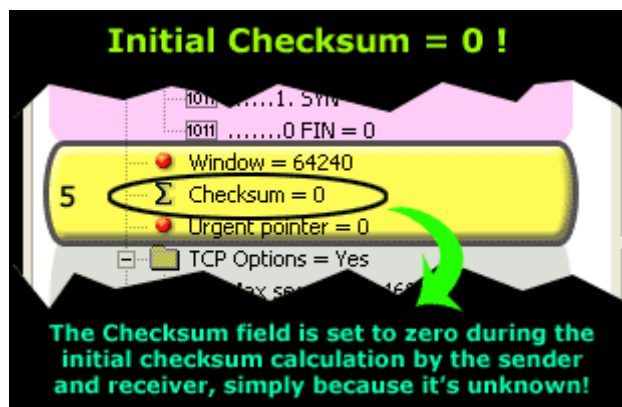 Initial Checksum = 0 !
1011 ......1. SYN
1011 .......0 FIN = 0
Window = 64240
5 Σ Checksum = 0
Urgent pointer = 0
TCP Options = Yes
The Checksum field is set to zero during the
initial checksum calculation by the sender
and receiver, simply because it's unknown!